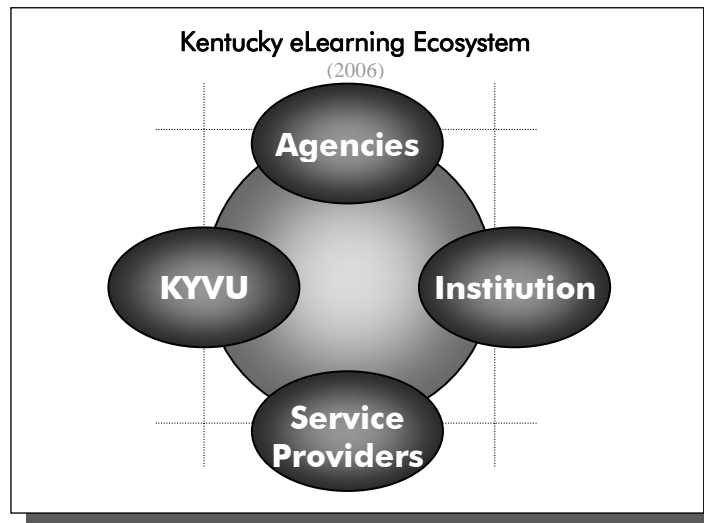 Kentucky eLearning Ecosystem
(2006)
Agencies
KYVU
Institution
Service
Providers